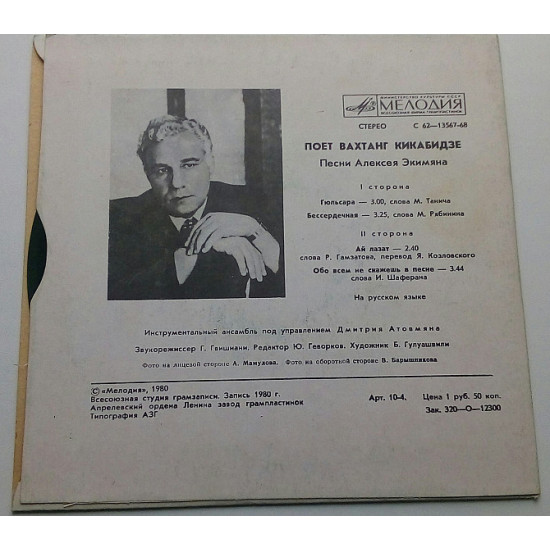 МИНИСТЕРСТВО КУЛЬТУРЫ СССР
МЕЛОДИЯ
ВСЕСОЮЗНАЯ ФИРМА ГРАМПЛАСТИНОК
СТЕРЕО С 62—13567-68
ПОЕТ ВАХТАНГ КИКАБИДЗЕ
Песни Алексея Экимяна
I сторона
Гюльсара — 3.00, слова М. Танича
Бессердечная — 3.25, слова М. Рябинина
II сторона
Ай лазат — 2.40
слова Р. Гамзатова, перевод Я. Козловского
Обо всем не скажешь в песне — 3.44
слова И. Шаферана
На русском языке
Инструментальный ансамбль под управлением Дмитрия Атовмяна
Звукорежиссер Г. Гвишиани. Редактор Ю. Геворков. Художник Б. Гулуашвили
Фото на лицевой стороне А. Манукова. Фото на оборотной стороне В. Барышникова
© «Мелодия», 1980
Всесоюзная студия грамзаписи. Запись 1980 г.
Апрелевский ордена Ленина завод грампластинок
Типография АЗГ
Арт. 10-4. Цена 1 руб. 50 коп.
Зак. 320—О—12300